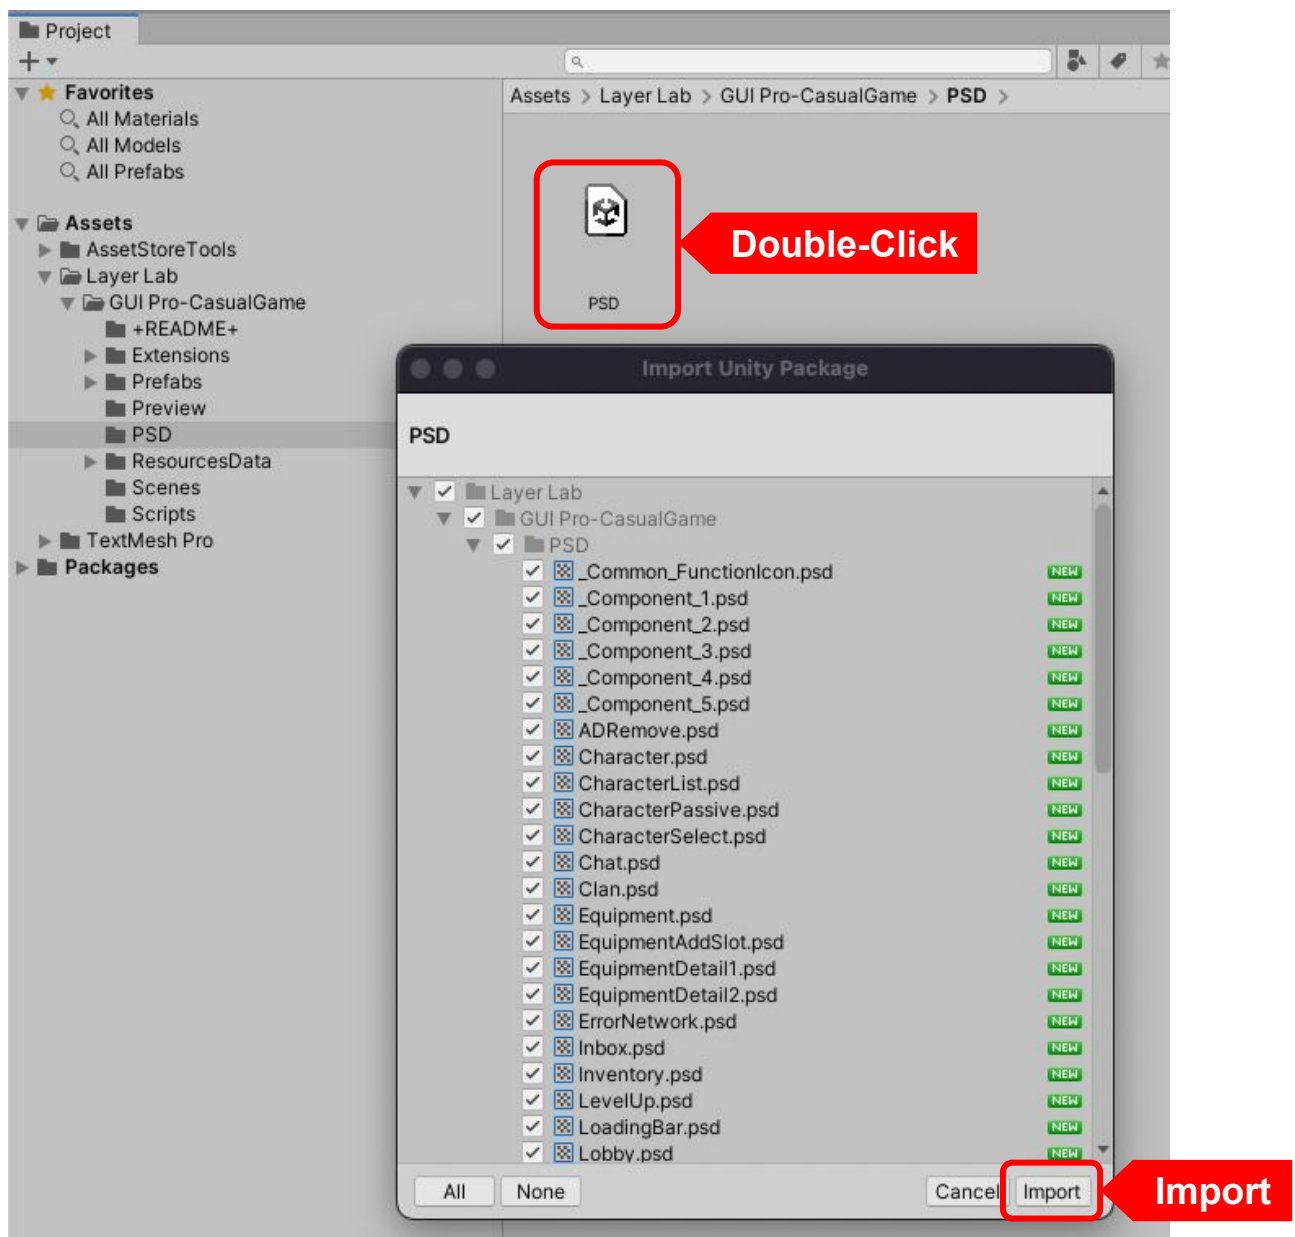 Project
Favorites
All Materials
All Models
All Prefabs
Assets
AssetStoreTools
Layer Lab
GUI Pro-CasualGame
+README+
Extensions
Prefabs
Preview
PSD
ResourcesData
Scenes
Scripts
TextMesh Pro
Packages
Assets > Layer Lab > GUI Pro-CasualGame > PSD >
Double-Click
PSD
Import Unity Package
PSD
Layer Lab
GUI Pro-CasualGame
PSD
_Common_FunctionIcon.psd NEW
_Component_1.psd NEW
_Component_2.psd NEW
_Component_3.psd NEW
_Component_4.psd NEW
_Component_5.psd NEW
ADRemove.psd NEW
Character.psd NEW
CharacterList.psd NEW
CharacterPassive.psd NEW
CharacterSelect.psd NEW
Chat.psd NEW
Clan.psd NEW
Equipment.psd NEW
EquipmentAddSlot.psd NEW
EquipmentDetail1.psd NEW
EquipmentDetail2.psd NEW
ErrorNetwork.psd NEW
Inbox.psd NEW
Inventory.psd NEW
LevelUp.psd NEW
LoadingBar.psd NEW
Lobby.psd NEW
All None Cancel Import
Import